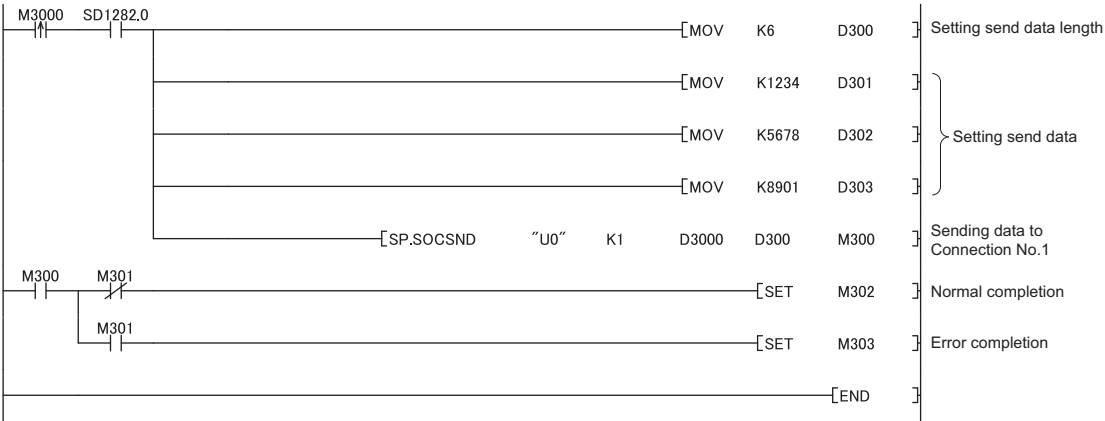 M3000 SD1282.0
[MOV K6 D300 ] Setting send data length
[MOV K1234 D301 ]
[MOV K5678 D302 ] Setting send data
[MOV K8901 D303 ]
[SP.SOCSND "U0" K1 D3000 D300 M300 ] Sending data to
Connection No.1
M300 M301
[SET M302 ] Normal completion
M301
[SET M303 ] Error completion
[END ]